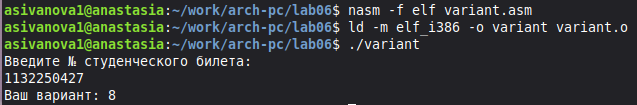 asivanova1@anastasia:~/work/arch-pc/lab06$ nasm -f elf variant.asm
asivanova1@anastasia:~/work/arch-pc/lab06$ ld -m elf_i386 -o variant variant.o
asivanova1@anastasia:~/work/arch-pc/lab06$ ./variant
Введите № студенческого билета:
1132250427
Ваш вариант: 8